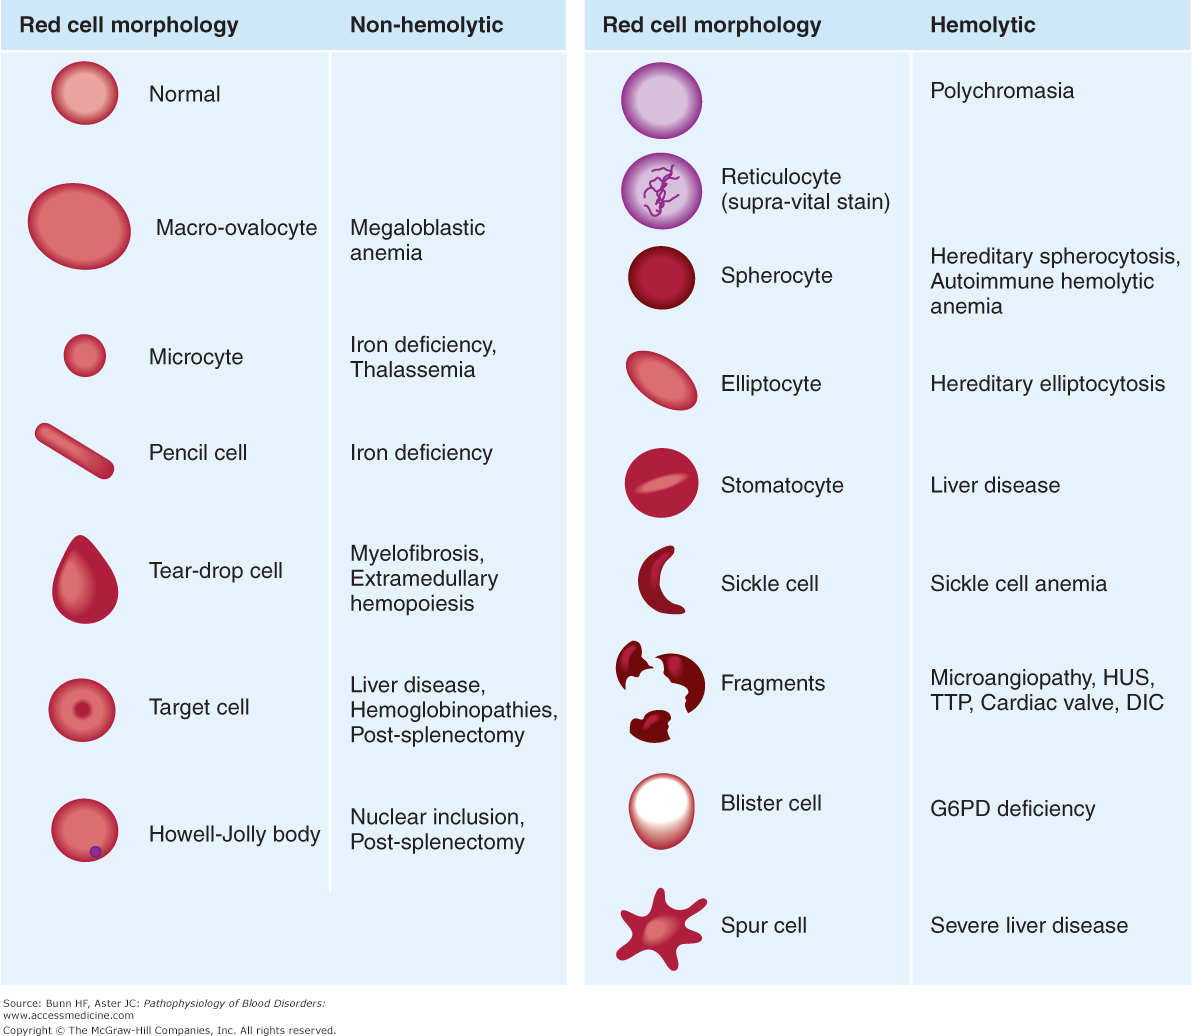 Red cell morphology
Non-hemolytic
Normal
Macro-ovalocyte
Megaloblastic
anemia
Microcyte
Iron deficiency,
Thalassemia
Pencil cell
Iron deficiency
Tear-drop cell
Myelofibrosis,
Extramedullary
hemopoiesis
Target cell
Liver disease,
Hemoglobinopathies,
Post-splenectomy
Howell-Jolly body
Nuclear inclusion,
Post-splenectomy
Red cell morphology
Hemolytic
Polychromasia
Reticulocyte
(supra-vital stain)
Spherocyte
Hereditary spherocytosis,
Autoimmune hemolytic
anemia
Elliptocyte
Hereditary elliptocytosis
Stomatocyte
Liver disease
Sickle cell
Sickle cell anemia
Fragments
Microangiopathy, HUS,
TTP, Cardiac valve, DIC
Blister cell
G6PD deficiency
Spur cell
Severe liver disease
Source: Bunn HF, Aster JC: Pathophysiology of Blood Disorders:
www.accessmedicine.com
Copyright © The McGraw-Hill Companies, Inc. All rights reserved.